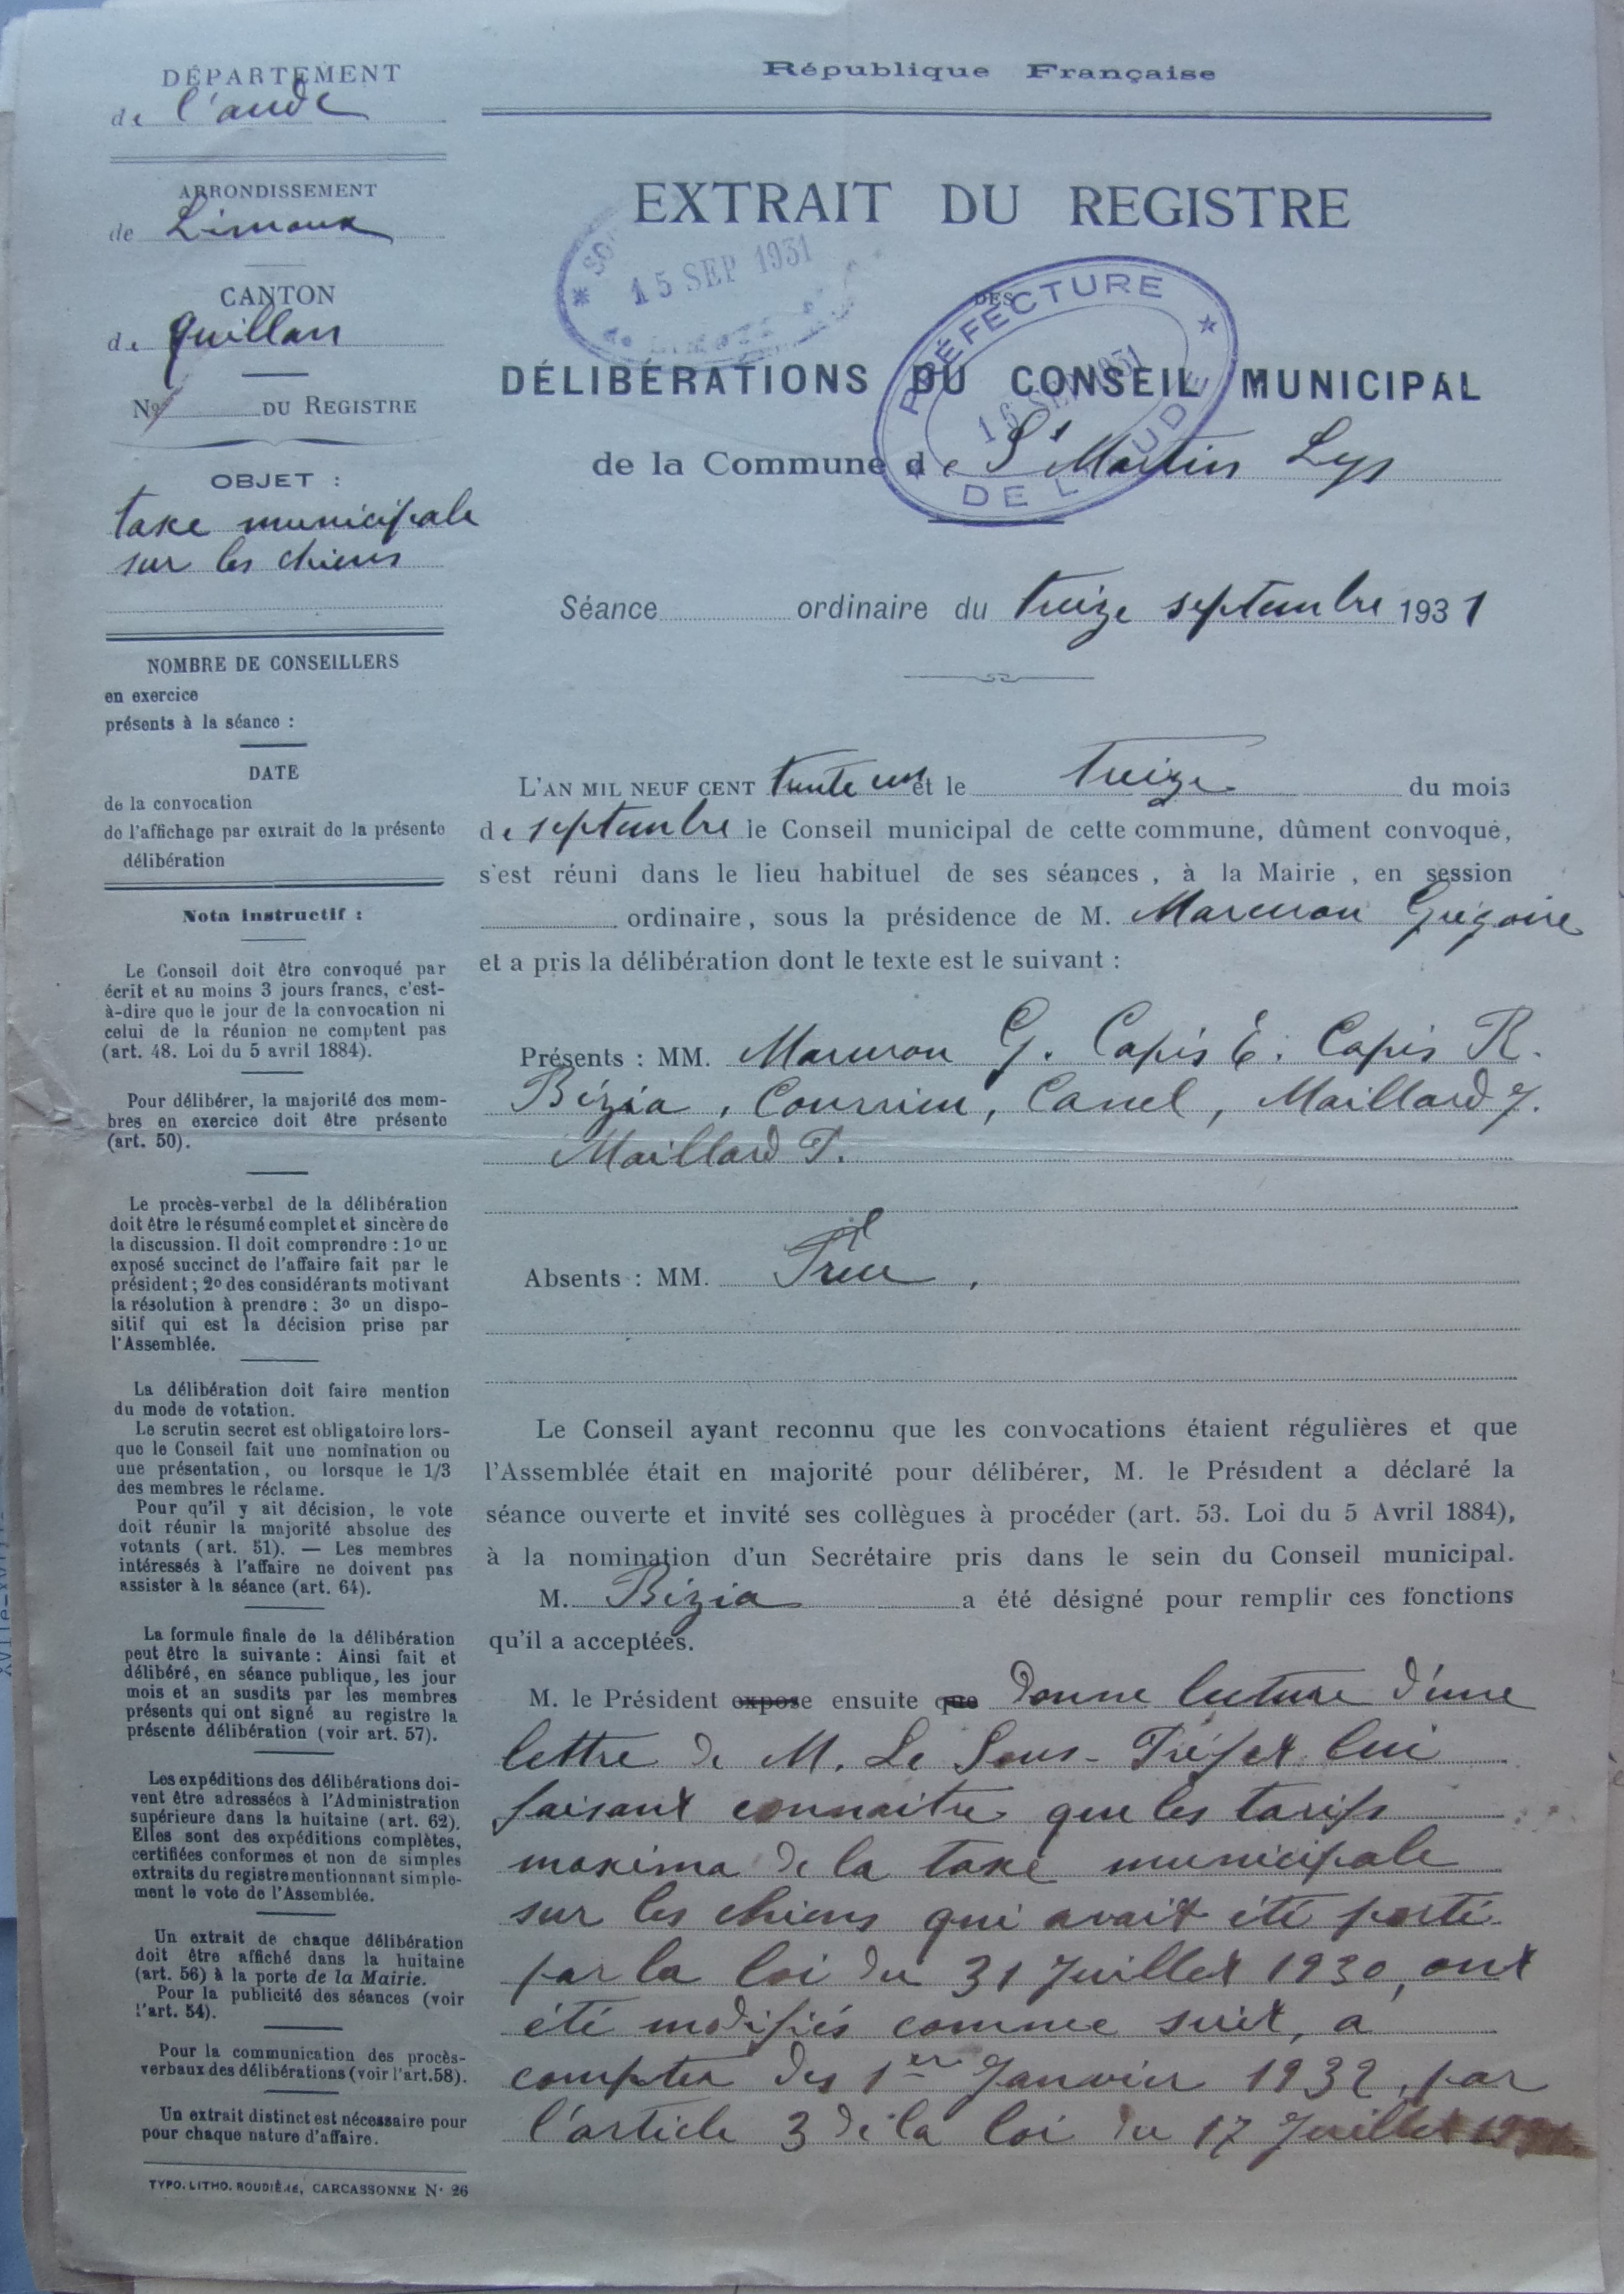 DÉPARTEMENT
de l'aude
ARRONDISSEMENT
de Limoux
CANTON
de Quillan
No DU REGISTRE
OBJET :
taxe municipale
sur les chiens
NOMBRE DE CONSEILLERS
en exercice
présents à la séance :
DATE
de la convocation
de l'affichage par extrait de la présente
délibération
Nota instructif :
Le Conseil doit être convoqué par
écrit et au moins 3 jours francs, c'est-
à-dire que le jour de la convocation ni
celui de la réunion ne comptent pas
(art. 48. Loi du 5 avril 1884).
Pour délibérer, la majorité des mem-
bres en exercice doit être présente
(art. 50).
Le procès-verbal de la délibération
doit être le résumé complet et sincère de
la discussion. Il doit comprendre : 1o un
exposé succinct de l'affaire fait par le
président ; 2o des considérants motivant
la résolution à prendre : 3o un dispo-
sitif qui est la décision prise par
l'Assemblée.
La délibération doit faire mention
du mode de votation.
Le scrutin secret est obligatoire lors-
que le Conseil fait une nomination ou
une présentation, ou lorsque le 1/3
des membres le réclame.
Pour qu'il y ait décision, le vote
doit réunir la majorité absolue des
votants (art. 51). — Les membres
intéressés à l'affaire ne doivent pas
assister à la séance (art. 64).
La formule finale de la délibération
peut être la suivante : Ainsi fait et
délibéré, en séance publique, les jour
mois et an susdits par les membres
présents qui ont signé au registre la
présente délibération (voir art. 57).
Les expéditions des délibérations doi-
vent être adressées à l'Administration
supérieure dans la huitaine (art. 62).
Elles sont des expéditions complètes,
certifiées conformes et non de simples
extraits du registre mentionnant simple-
ment le vote de l'Assemblée.
Un extrait de chaque délibération
doit être affiché dans la huitaine
(art. 56) à la porte de la Mairie.
Pour la publicité des séances (voir
l'art. 54).
Pour la communication des procès-
verbaux des délibérations (voir l'art. 58).
Un extrait distinct est nécessaire pour
pour chaque nature d'affaire.
TYPO. LITHO. ROUDIÈRE, CARCASSONNE No 26
République Française
EXTRAIT DU REGISTRE
15 SEP 1931
DES
PRÉFECTURE
16 SEP 1931
DE L'AUDE
DÉLIBÉRATIONS DU CONSEIL MUNICIPAL
de la Commune de St Martin Lys
Séance ordinaire du treize septembre 1931
L'AN MIL NEUF CENT trente un et le treize du mois
de septembre le Conseil municipal de cette commune, dûment convoqué,
s'est réuni dans le lieu habituel de ses séances, à la Mairie, en session
ordinaire, sous la présidence de M. Marcerou Grégoire
et a pris la délibération dont le texte est le suivant :
Présents : MM. Marcerou G. Capis E. Capis R.
Bézia, Courrieu, Canel, Maillard J.
Maillard P.
Absents : MM.
Le Conseil ayant reconnu que les convocations étaient régulières et que
l'Assemblée était en majorité pour délibérer, M. le Président a déclaré la
séance ouverte et invité ses collègues à procéder (art. 53. Loi du 5 Avril 1884),
à la nomination d'un Secrétaire pris dans le sein du Conseil municipal.
M. Bézia a été désigné pour remplir ces fonctions
qu'il a acceptées.
M. le Président expose ensuite que donne lecture d'une
lettre de M. Le Sous-Préfet lui
faisant connaitre que les tarifs
maxima de la taxe municipale
sur les chiens qui avait été porté
par la loi du 31 Juillet 1930, ont
été modifiés comme suit, a
compter des 1er Janvier 1932, par
l'article 3 de la loi du 17 Juillet 1931